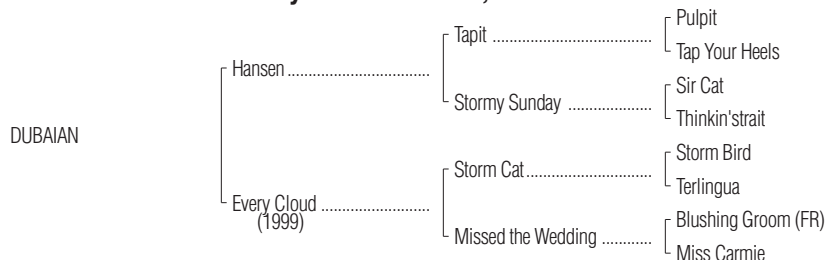 Pulpit
Tapit
Tap Your Heels
Hansen
Sir Cat
Stormy Sunday
Thinkin'strait
DUBAIAN
Storm Bird
Storm Cat
Terlingua
Every Cloud
(1999)
Blushing Groom (FR)
Missed the Wedding
Miss Carmie